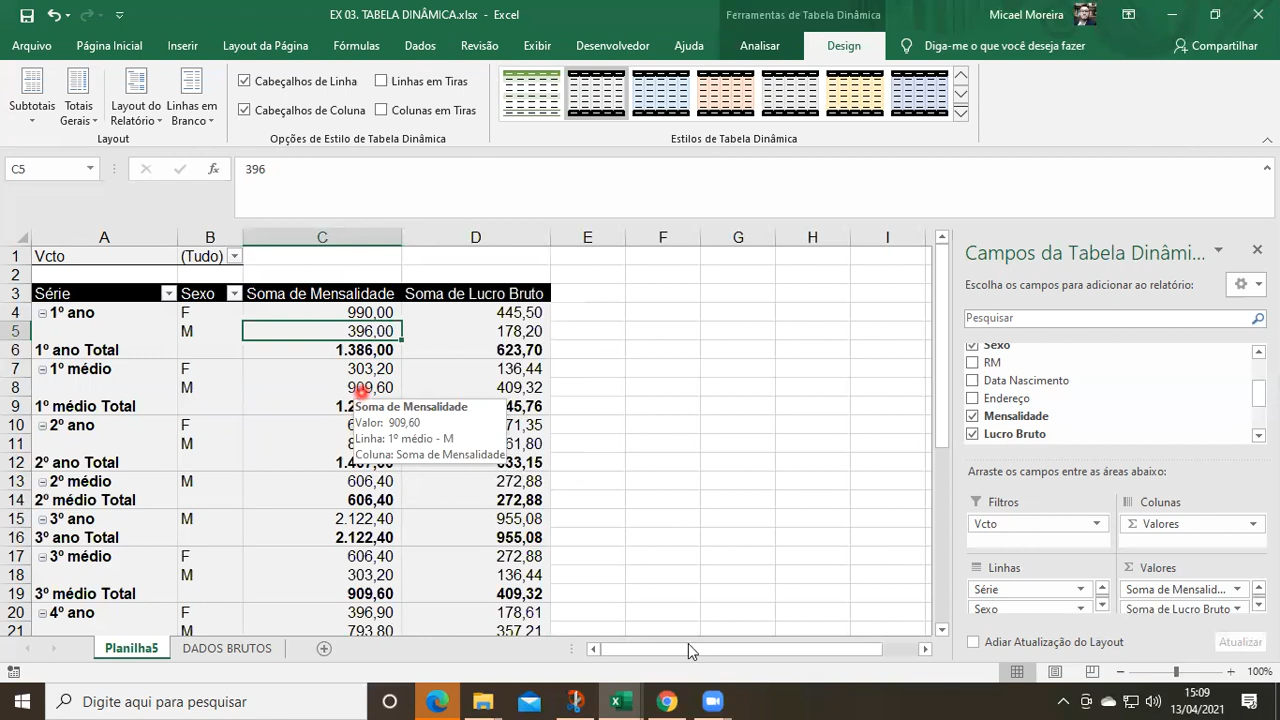 EX 03. TABELA DINÂMICA.xlsx - Excel
Ferramentas de Tabela Dinâmica
Micael Moreira
Arquivo Página Inicial Inserir Layout da Página Fórmulas Dados Revisão Exibir Desenvolvedor Ajuda Analisar Design Diga-me o que você deseja fazer Compartilhar
Subtotais
Totais Gerais
Layout do Relatório
Linhas em Branco
Layout
Cabeçalhos de Linha Linhas em Tiras
Cabeçalhos de Coluna Colunas em Tiras
Opções de Estilo de Tabela Dinâmica
Estilos de Tabela Dinâmica
C5 fx 396
A B C D E F G H I
1 Vcto (Tudo)
2
3 Série Sexo Soma de Mensalidade Soma de Lucro Bruto
4 1º ano F 990,00 445,50
5 M 396,00 178,20
6 1º ano Total 1.386,00 623,70
7 1º médio F 303,20 136,44
8 M 909,60 409,32
9 1º médio Total 1.2 45,76
10 2º ano F 6 71,35
11 M 8 61,80
12 2º ano Total 633,15
13 2º médio M 606,40 272,88
14 2º médio Total 606,40 272,88
15 3º ano M 2.122,40 955,08
16 3º ano Total 2.122,40 955,08
17 3º médio F 606,40 272,88
18 M 303,20 136,44
19 3º médio Total 909,60 409,32
20 4º ano F 396,90 178,61
21 M 793,80 357,21
Soma de Mensalidade
Valor: 909,60
Linha: 1º médio - M
Coluna: Soma de Mensalidade
Campos da Tabela Dinâmi...
Escolha os campos para adicionar ao relatório:
Pesquisar
Sexo
RM
Data Nascimento
Endereço
Mensalidade
Lucro Bruto
Arraste os campos entre as áreas abaixo:
Filtros
Vcto
Colunas
Σ Valores
Linhas
Série
Sexo
Σ Valores
Soma de Mensalid...
Soma de Lucro Bruto
Adiar Atualização do Layout Atualizar
Planilha5 DADOS BRUTOS
100%
Digite aqui para pesquisar
15:09
13/04/2021